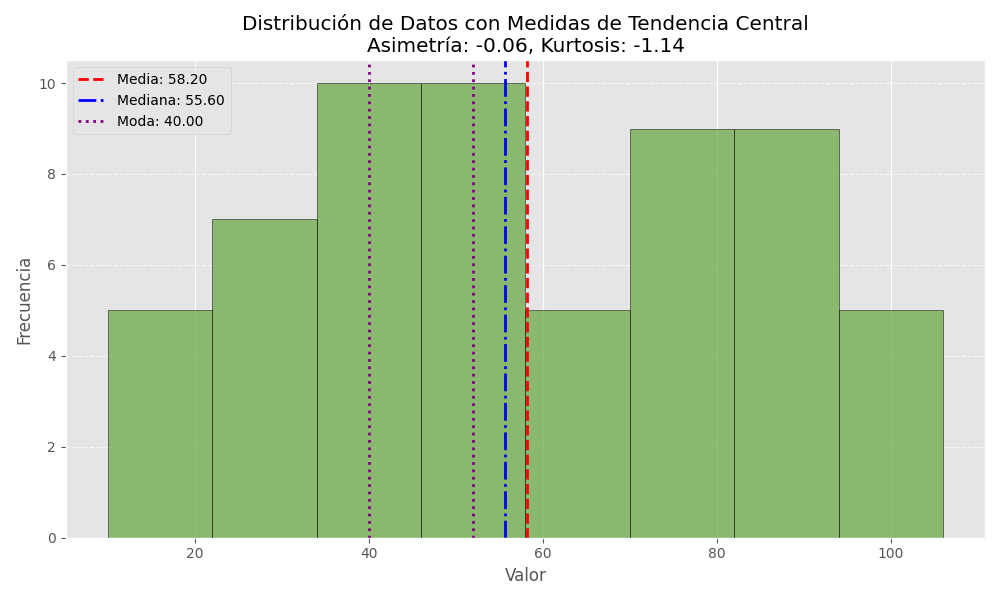 Distribución de Datos con Medidas de Tendencia Central
Asimetría: -0.06, Kurtosis: -1.14
Media: 58.20
Mediana: 55.60
Moda: 40.00
10
8
6
4
2
0
Frecuencia
20 40 60 80 100
Valor